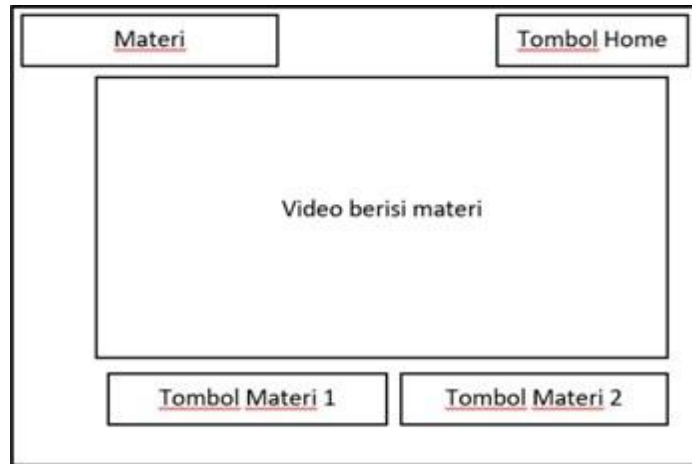 Materi
Tombol Home
Video berisi materi
Tombol Materi 1
Tombol Materi 2